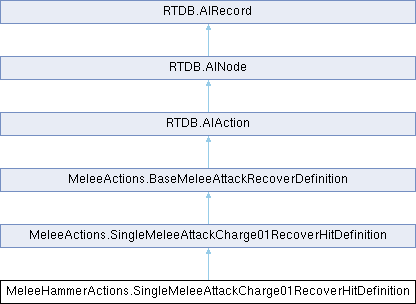 RTDB.AIRecord
RTDB.AINode
RTDB.AIAction
MeleeActions.BaseMeleeAttackRecoverDefinition
MeleeActions.SingleMeleeAttackCharge01RecoverHitDefinition
MeleeHammerActions.SingleMeleeAttackCharge01RecoverHitDefinition